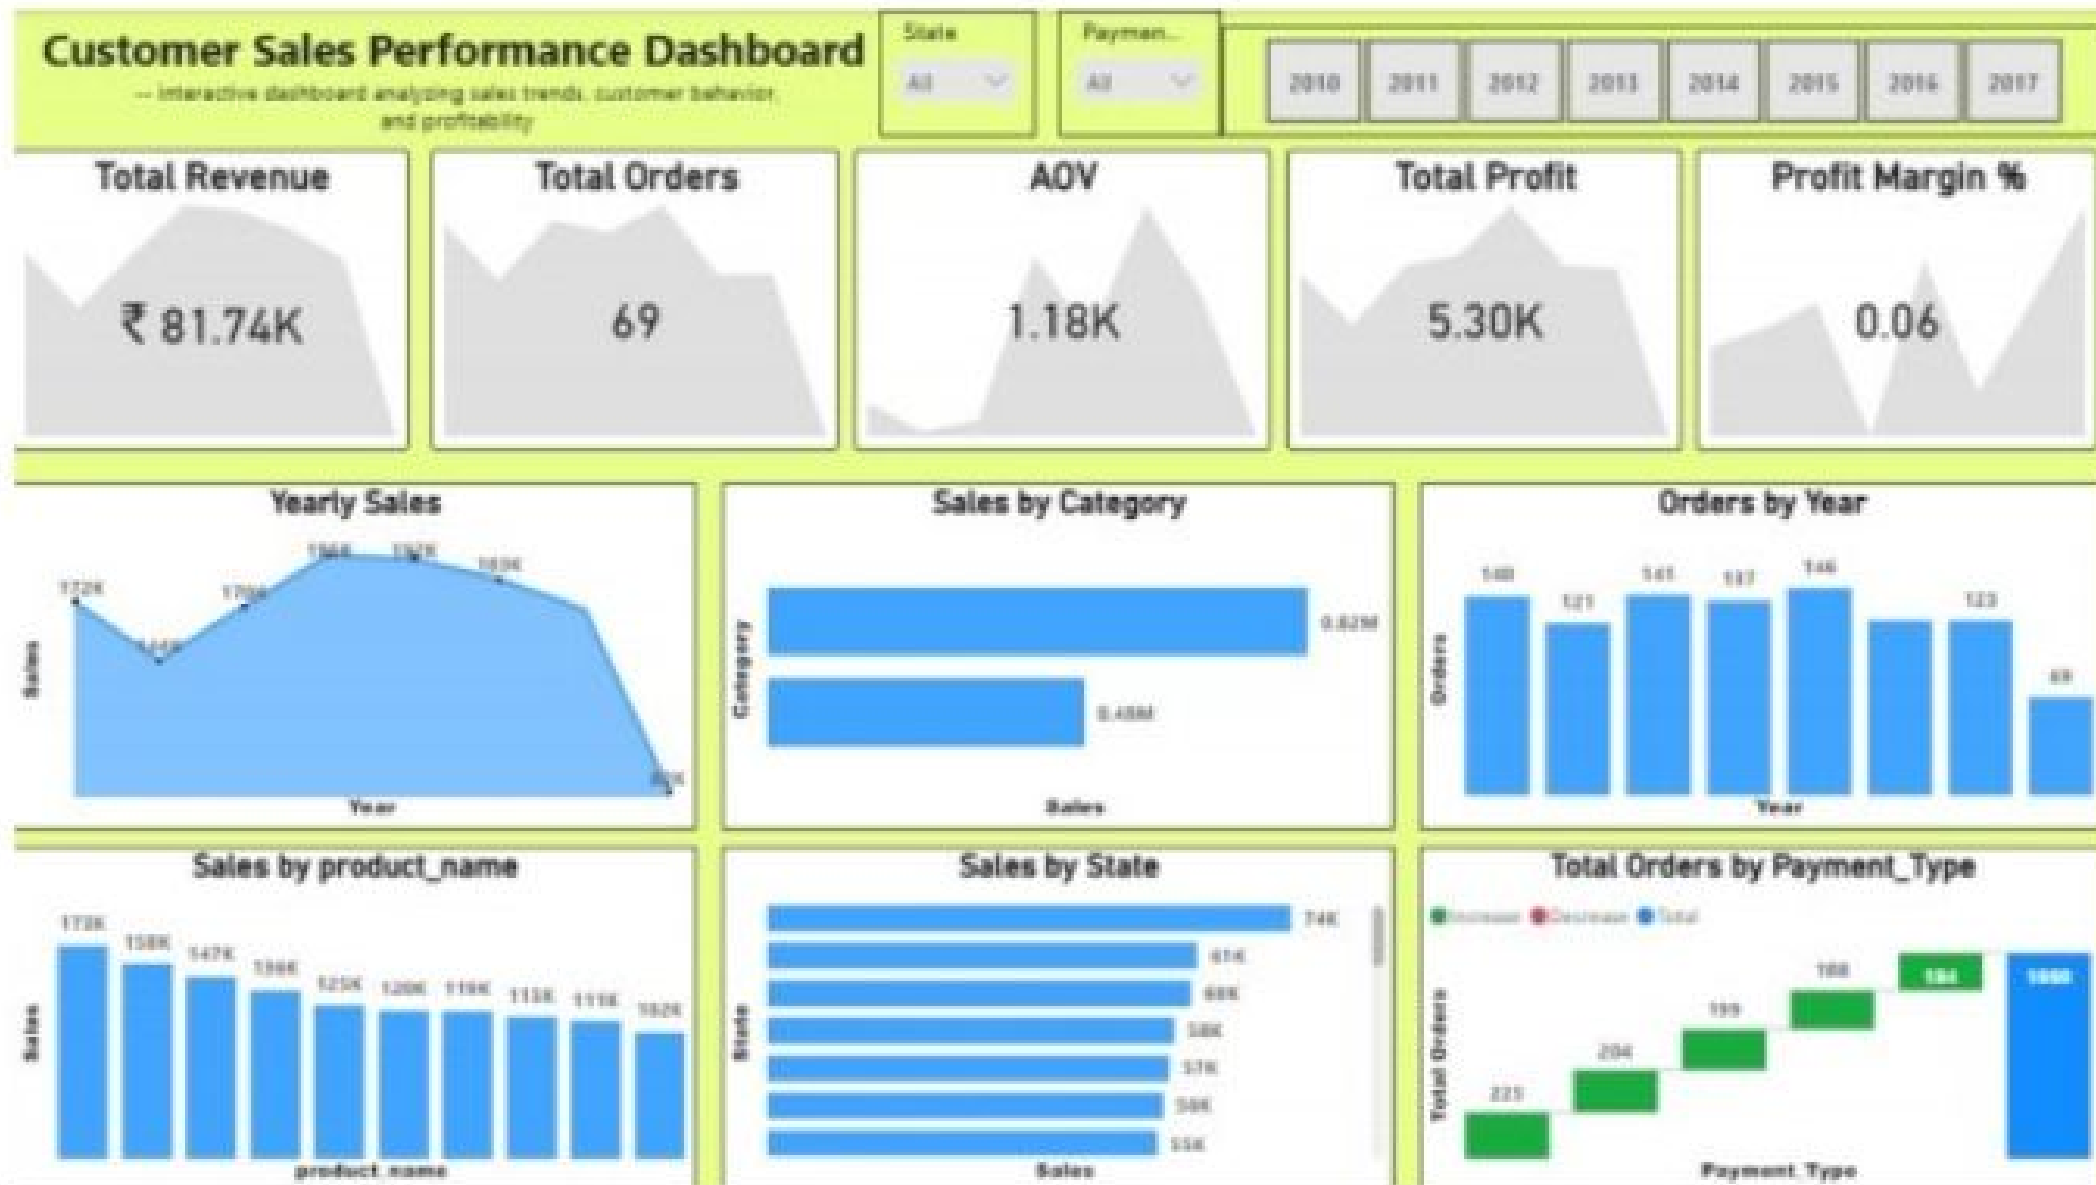 Customer Sales Performance Dashboard
-- Interactive dashboard analyzing sales trends, customer behavior,
and profitability
State
All
Paymen...
All
2010 2011 2012 2013 2014 2015 2016 2017
Total Revenue
₹ 81.74K
Total Orders
69
AOV
1.18K
Total Profit
5.30K
Profit Margin %
0.06
Yearly Sales
172K
170K
183K
Sales
Year
Sales by Category
Category
0.82M
Sales
Orders by Year
140 121 141 137 146 123 69
Orders
Year
Sales by product_name
173K 158K 147K 125K 120K 113K 111K 102K
Sales
product_name
Sales by State
74K
61K
60K
58K
57K
56K
55K
State
Sales
Total Orders by Payment_Type
Increase Decrease Total
225
204
199
188
184
1000
Total Orders
Payment_Type